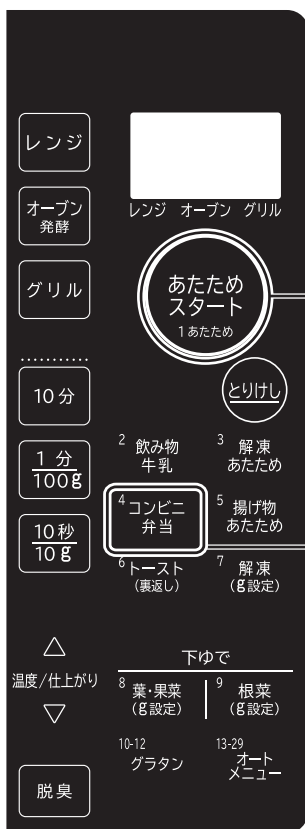 レンジ
オーブン
発酵
グリル
10分
1分
100g
10秒
10g
温度/仕上がり
脱臭
レンジ オーブン グリル
あたため
スタート
1あたため
とりけし
2 飲み物
牛乳
3 解凍
あたため
4 コンビニ
弁当
5 揚げ物
あたため
6 トースト
(裏返し)
7 解凍
(g設定)
下ゆで
8 葉・果菜
(g設定)
9 根菜
(g設定)
10-12
グラタン
13-29
オート
メニュー